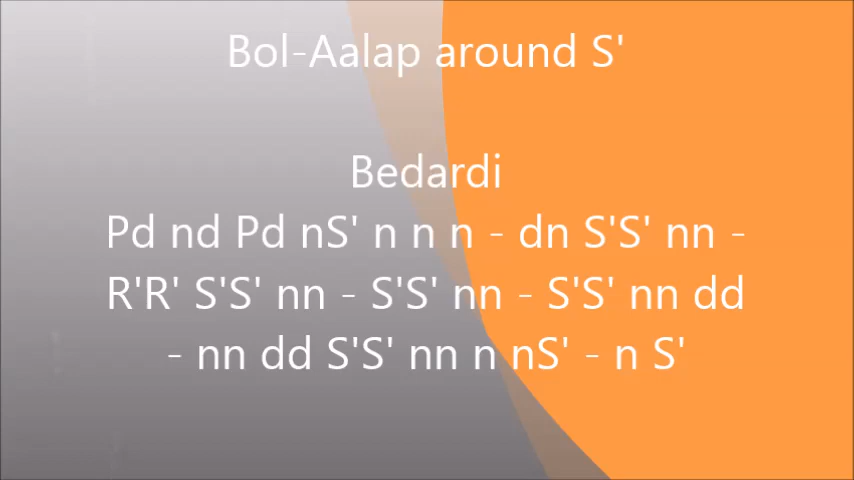 Bol-Aalap around S'
Bedardi
Pd nd Pd nS' n n n - dn S'S' nn -
R'R' S'S' nn - S'S' nn - S'S' nn dd
- nn dd S'S' nn n nS' - n S'